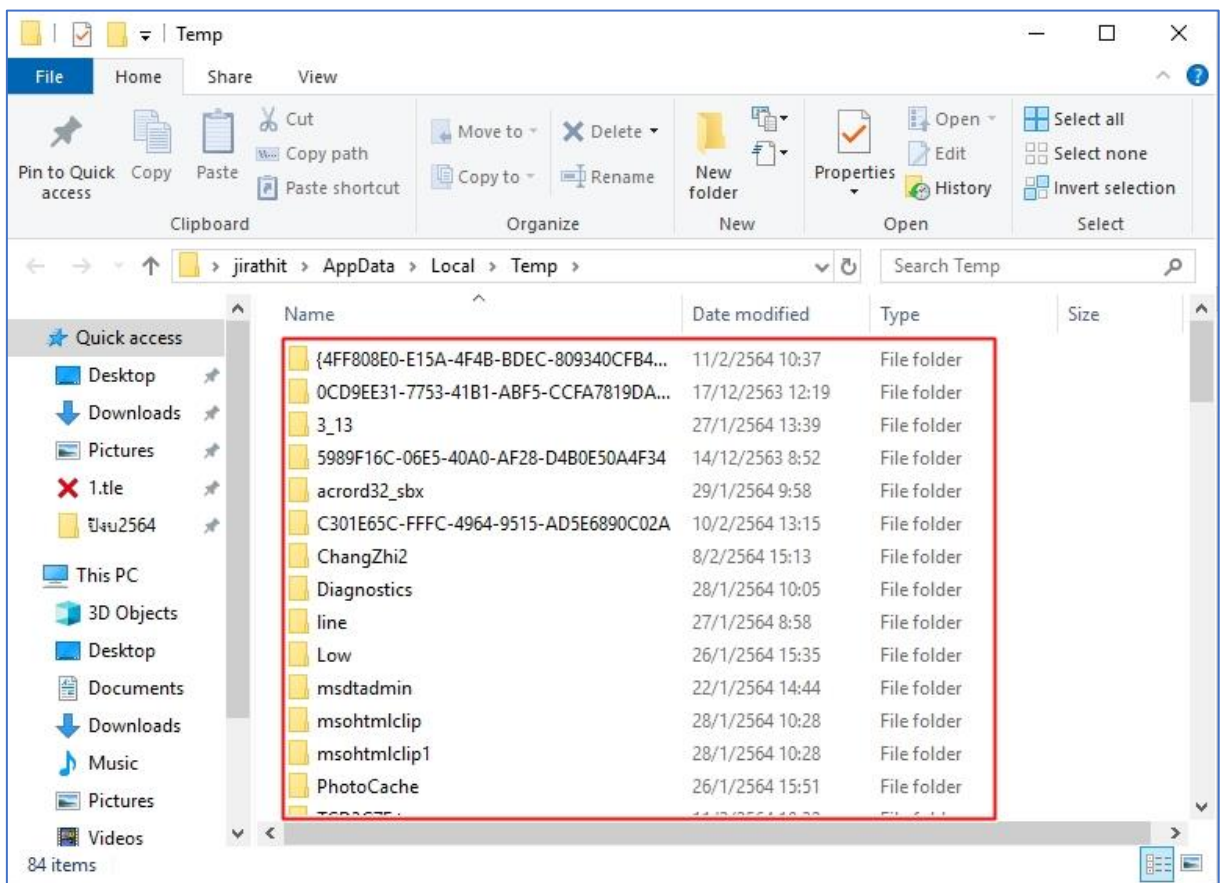 Temp
File Home Share View
Pin to Quick access
Copy
Paste
Cut
Copy path
Paste shortcut
Clipboard
Move to
Copy to
Delete
Rename
Organize
New folder
New
Properties
Open
Edit
History
Open
Select all
Select none
Invert selection
Select
jirathit > AppData > Local > Temp >
Search Temp
Quick access
Desktop
Downloads
Pictures
1.tle
ปีงบ2564
This PC
3D Objects
Desktop
Documents
Downloads
Music
Pictures
Videos
Name Date modified Type Size
{4FF808E0-E15A-4F4B-BDEC-809340CFB4... 11/2/2564 10:37 File folder
0CD9EE31-7753-41B1-ABF5-CCFA7819DA... 17/12/2563 12:19 File folder
3_13 27/1/2564 13:39 File folder
5989F16C-06E5-40A0-AF28-D4B0E50A4F34 14/12/2563 8:52 File folder
acrord32_sbx 29/1/2564 9:58 File folder
C301E65C-FFFC-4964-9515-AD5E6890C02A 10/2/2564 13:15 File folder
ChangZhi2 8/2/2564 15:13 File folder
Diagnostics 28/1/2564 10:05 File folder
line 27/1/2564 8:58 File folder
Low 26/1/2564 15:35 File folder
msdtadmin 22/1/2564 14:44 File folder
msohtmlclip 28/1/2564 10:28 File folder
msohtmlclip1 28/1/2564 10:28 File folder
PhotoCache 26/1/2564 15:51 File folder
84 items